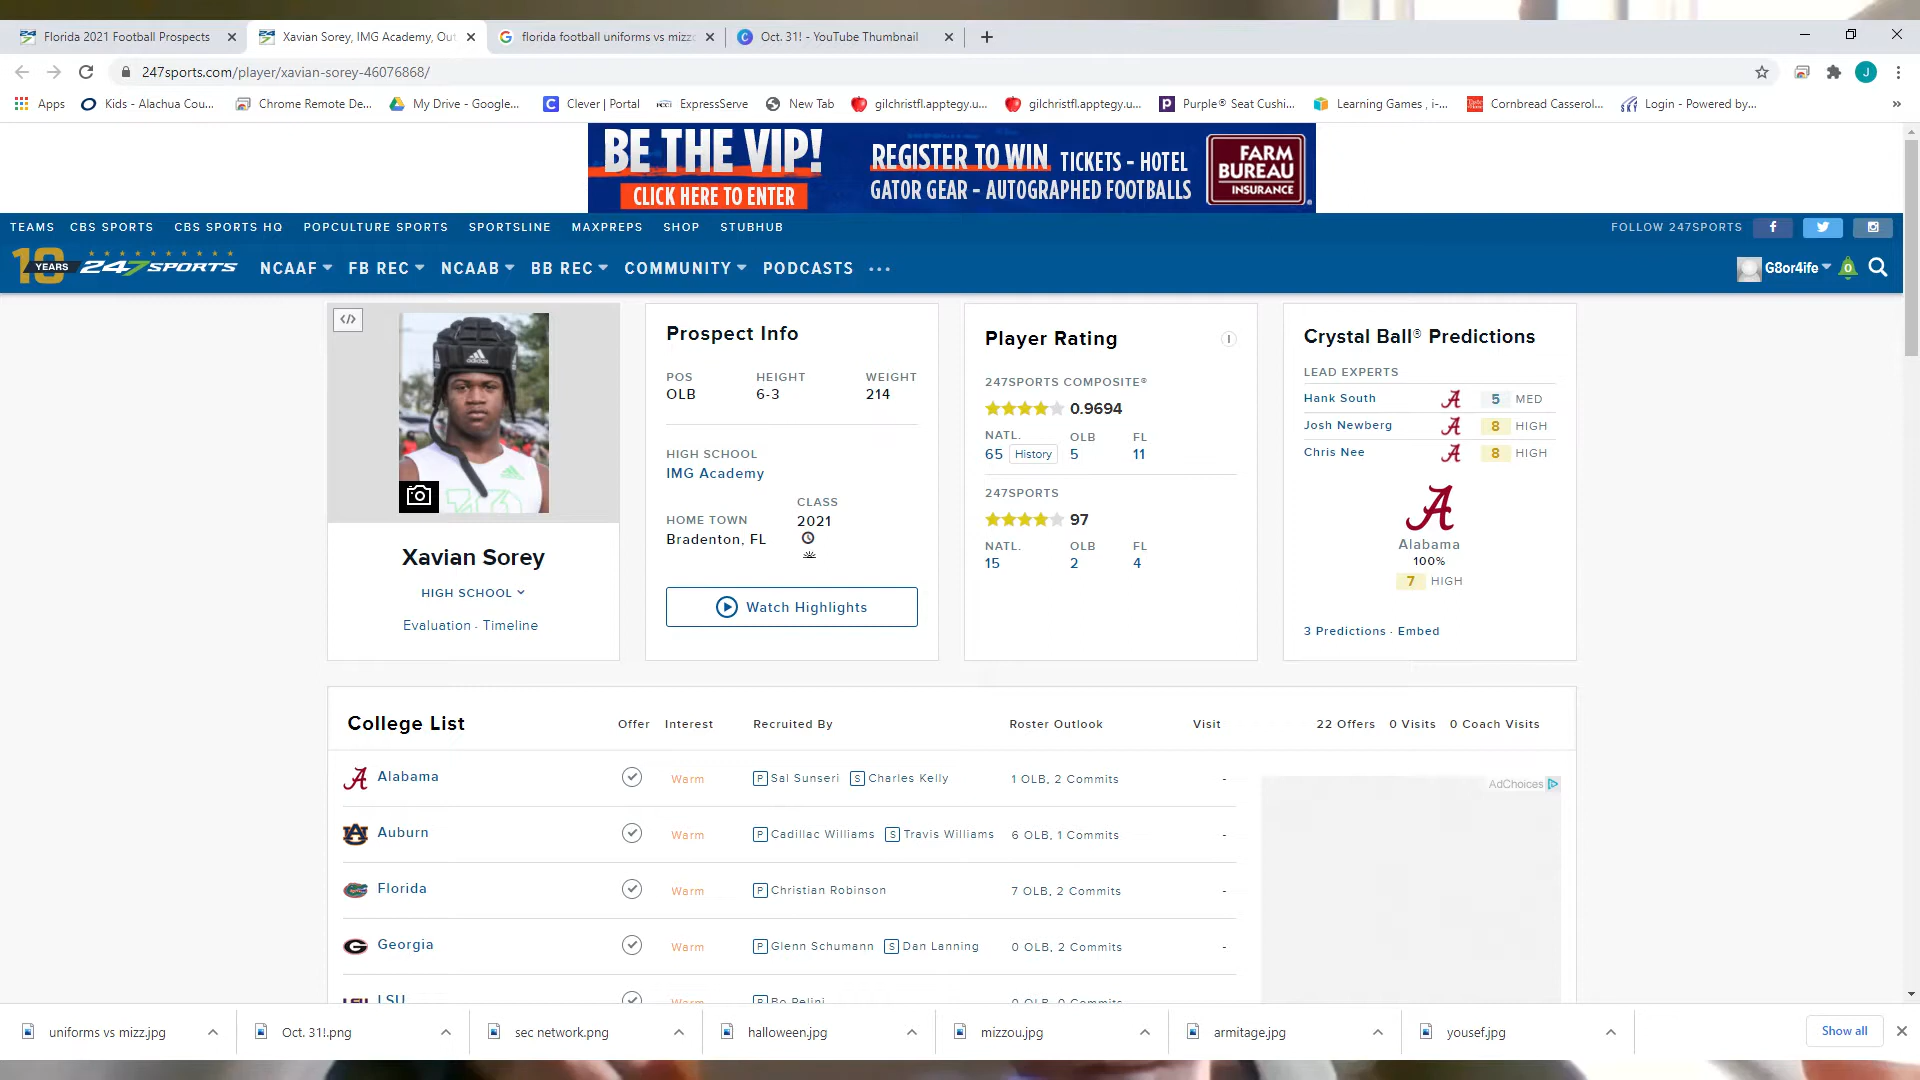 Florida 2021 Football Prospects
Xavian Sorey, IMG Academy, Out
florida football uniforms vs mizz
Oct. 31! - YouTube Thumbnail
247sports.com/player/xavian-sorey-46076868/
J
Apps
Kids - Alachua Cou...
Chrome Remote De...
My Drive - Google...
Clever | Portal
ExpressServe
New Tab
gilchristfl.apptegy.u...
gilchristfl.apptegy.u...
Purple® Seat Cushi...
Learning Games , i-...
Cornbread Casserol...
Login - Powered by...
BE THE VIP!
CLICK HERE TO ENTER
REGISTER TO WIN TICKETS - HOTEL
GATOR GEAR - AUTOGRAPHED FOOTBALLS
FARM
BUREAU
INSURANCE
TEAMS CBS SPORTS CBS SPORTS HQ POPCULTURE SPORTS SPORTSLINE MAXPREPS SHOP STUBHUB
FOLLOW 247SPORTS
10 YEARS 247SPORTS
NCAAF FB REC NCAAB BB REC COMMUNITY PODCASTS
G8or4ife 0
</>
Xavian Sorey
HIGH SCHOOL
Evaluation · Timeline
Prospect Info
POS HEIGHT WEIGHT
OLB 6-3 214
HIGH SCHOOL
IMG Academy
HOME TOWN
Bradenton, FL
CLASS
2021
Watch Highlights
Player Rating
247SPORTS COMPOSITE®
0.9694
NATL. OLB FL
65 History 5 11
247SPORTS
97
NATL. OLB FL
15 2 4
Crystal Ball® Predictions
LEAD EXPERTS
Hank South A 5 MED
Josh Newberg A 8 HIGH
Chris Nee A 8 HIGH
A
Alabama
100%
7 HIGH
3 Predictions · Embed
College List Offer Interest Recruited By Roster Outlook Visit 22 Offers 0 Visits 0 Coach Visits
Alabama Warm P Sal Sunseri S Charles Kelly 1 OLB, 2 Commits -
Auburn Warm P Cadillac Williams S Travis Williams 6 OLB, 1 Commits -
Florida Warm P Christian Robinson 7 OLB, 2 Commits -
Georgia Warm P Glenn Schumann S Dan Lanning 0 OLB, 2 Commits -
LSU Warm P Bo Pelini 0 OLB, 0 Commits
AdChoices
uniforms vs mizz.jpg
Oct. 31!.png
sec network.png
halloween.jpg
mizzou.jpg
armitage.jpg
yousef.jpg
Show all